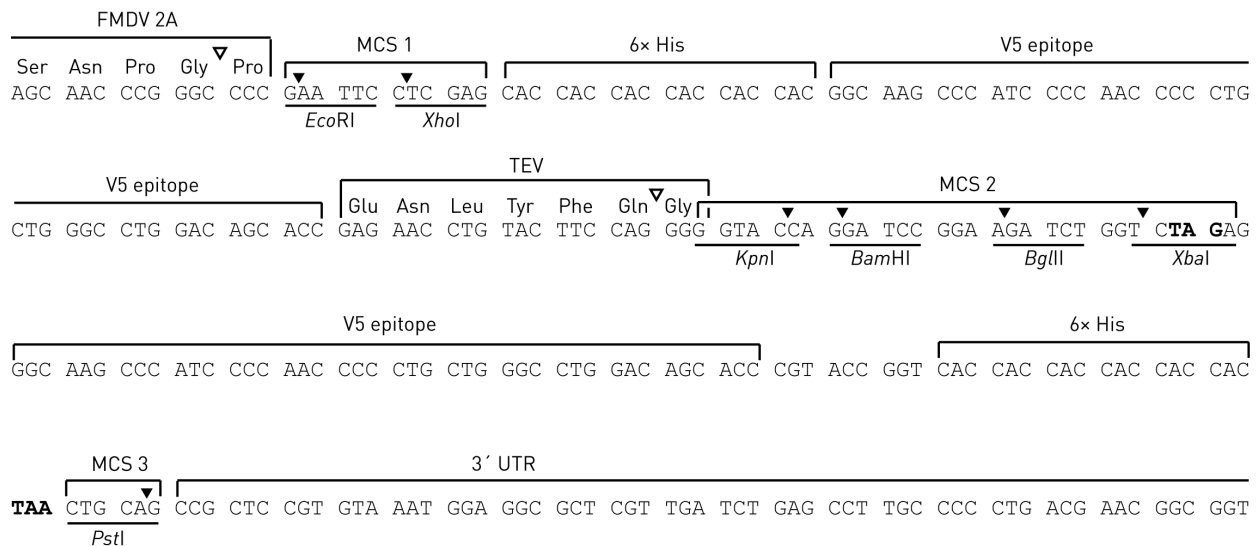 FMDV 2A
MCS 1 6× His V5 epitope
Ser Asn Pro Gly Pro
AGC AAC CCG GGC CCC GAA TTC CTC GAG CAC CAC CAC CAC CAC CAC GGC AAG CCC ATC CCC AAC CCC CTG
EcoRI XhoI
TEV
V5 epitope MCS 2
Glu Asn Leu Tyr Phe Gln Gly
CTG GGC CTG GAC AGC ACC GAG AAC CTG TAC TTC CAG GGG GTA CCA GGA TCC GGA AGA TCT GGT CTA GAG
KpnI BamHI BglII XbaI
V5 epitope 6× His
GGC AAG CCC ATC CCC AAC CCC CTG CTG GGC CTG GAC AGC ACC CGT ACC GGT CAC CAC CAC CAC CAC CAC
MCS 3 3´ UTR
TAA CTG CAG CCG CTC CGT GTA AAT GGA GGC GCT CGT TGA TCT GAG CCT TGC CCC CTG ACG AAC GGC GGT
PstI